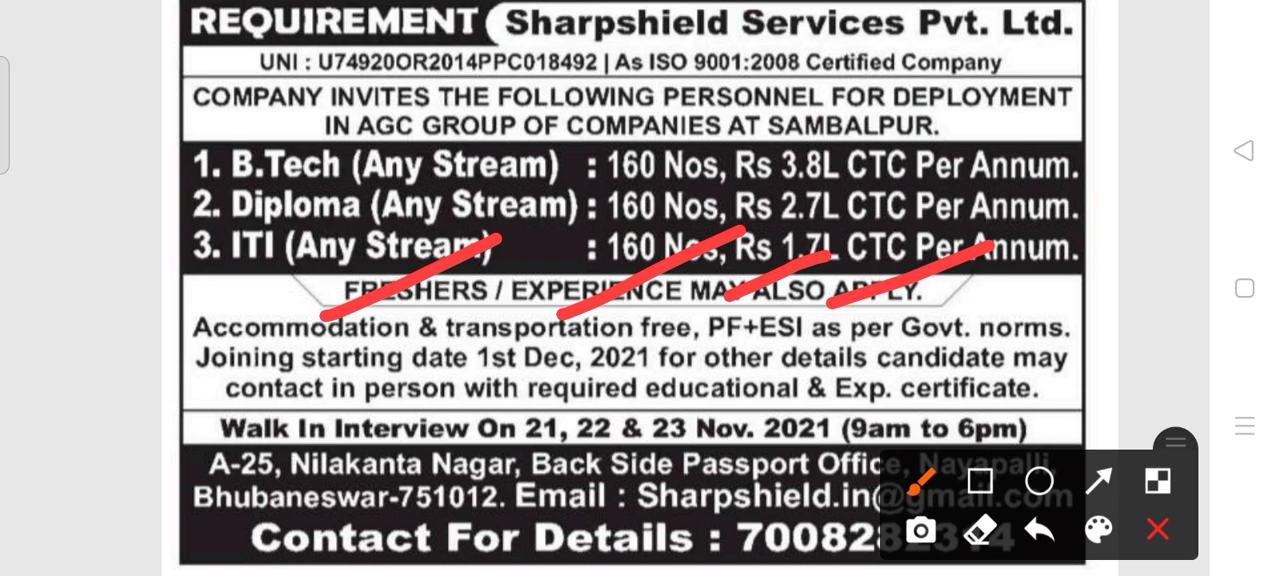 REQUIREMENT Sharpshield Services Pvt. Ltd.
UNI : U74920OR2014PPC018492 | As ISO 9001:2008 Certified Company
COMPANY INVITES THE FOLLOWING PERSONNEL FOR DEPLOYMENT
IN AGC GROUP OF COMPANIES AT SAMBALPUR.
1. B.Tech (Any Stream) : 160 Nos, Rs 3.8L CTC Per Annum.
2. Diploma (Any Stream) : 160 Nos, Rs 2.7L CTC Per Annum.
3. ITI (Any Stream) : 160 Nos, Rs 1.7L CTC Per Annum.
FRESHERS / EXPERIENCE MAY ALSO APPLY.
Accommodation & transportation free, PF+ESI as per Govt. norms.
Joining starting date 1st Dec, 2021 for other details candidate may
contact in person with required educational & Exp. certificate.
Walk In Interview On 21, 22 & 23 Nov. 2021 (9am to 6pm)
A-25, Nilakanta Nagar, Back Side Passport Office, Nayapalli,
Bhubaneswar-751012. Email : Sharpshield.in@gmail.com
Contact For Details :